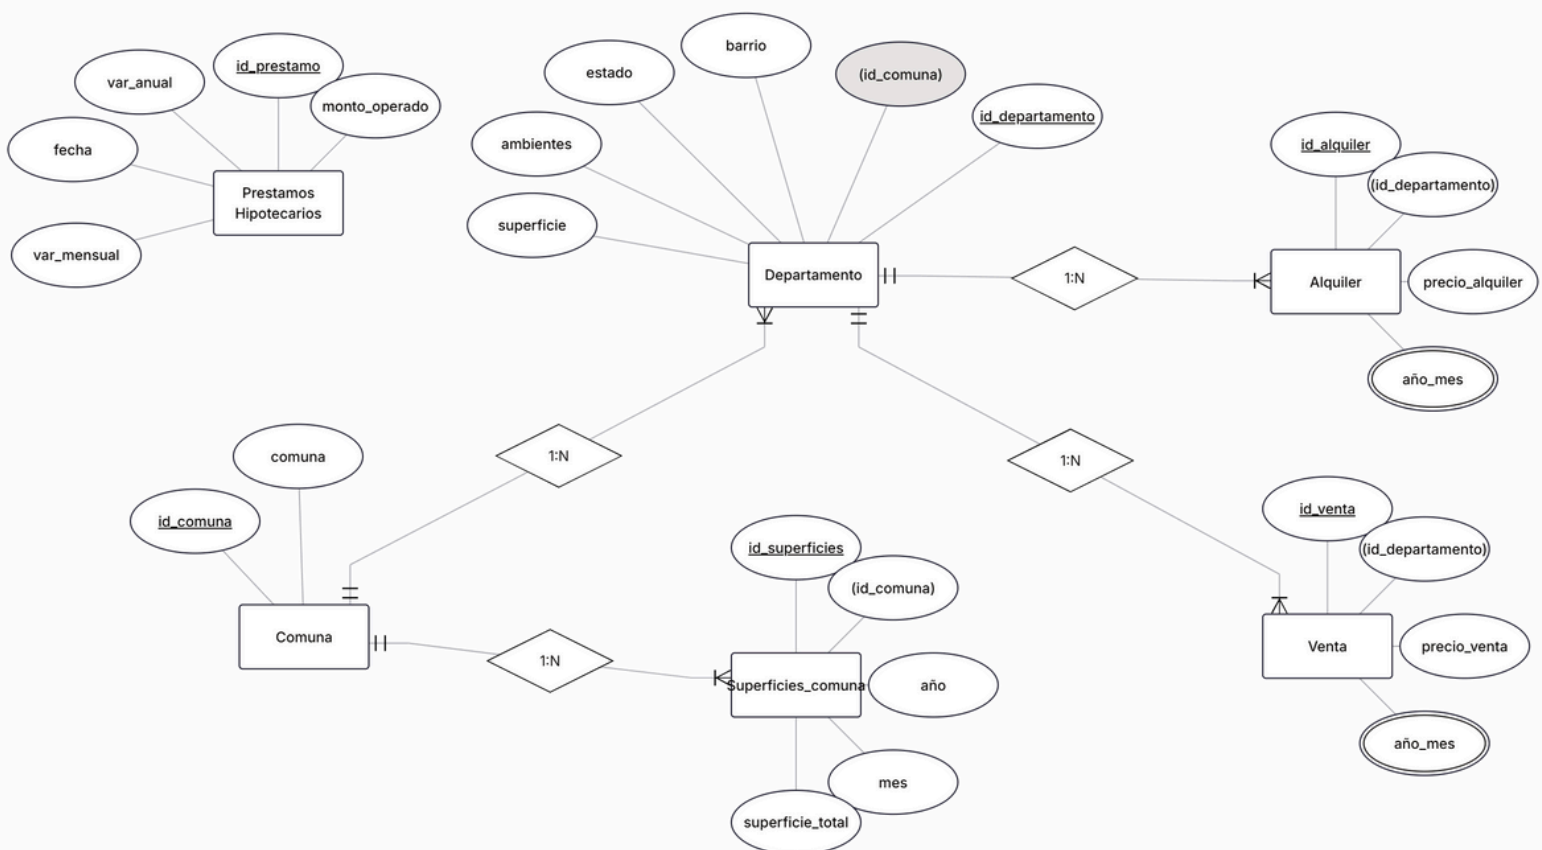 var_anual
id_prestamo
monto_operado
fecha
Prestamos
Hipotecarios
var_mensual
barrio
estado
(id_comuna)
id_departamento
ambientes
superficie
Departamento
1:N
id_alquiler
(id_departamento)
Alquiler
precio_alquiler
año_mes
1:N
1:N
comuna
id_comuna
Comuna
1:N
id_superficies
(id_comuna)
Superficies_comuna
año
mes
superficie_total
id_venta
(id_departamento)
Venta
precio_venta
año_mes